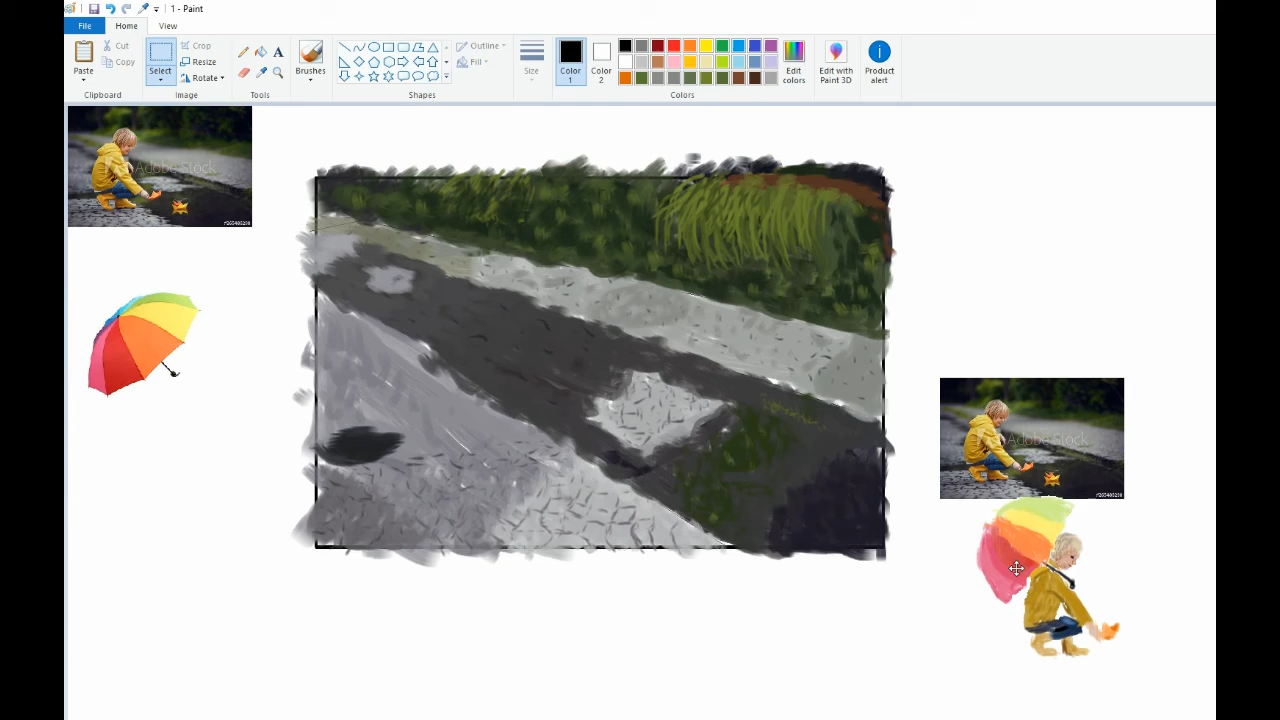 1 - Paint
File
Home
View
Cut
Copy
Paste
Clipboard
Crop
Resize
Rotate
Select
Image
A
Tools
Brushes
Outline
Fill
Shapes
Size
Color
1
Color
2
Edit
colors
Colors
Edit with
Paint 3D
Product
alert
Adobe Stock
Adobe Stock